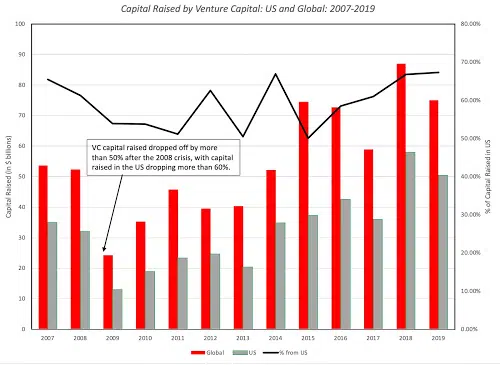 Capital Raised by Venture Capital: US and Global: 2007-2019
100
90
80
70
60
50
40
30
20
10
0
Capital Raised (in $ billions)
VC capital raised dropped off by more
than 50% after the 2008 crisis, with capital
raised in the US dropping more than 60%.
80.00%
70.00%
60.00%
50.00%
40.00%
30.00%
20.00%
10.00%
0.00%
% of Capital Raised in US
2007 2008 2009 2010 2011 2012 2013 2014 2015 2016 2017 2018 2019
Global US % from US